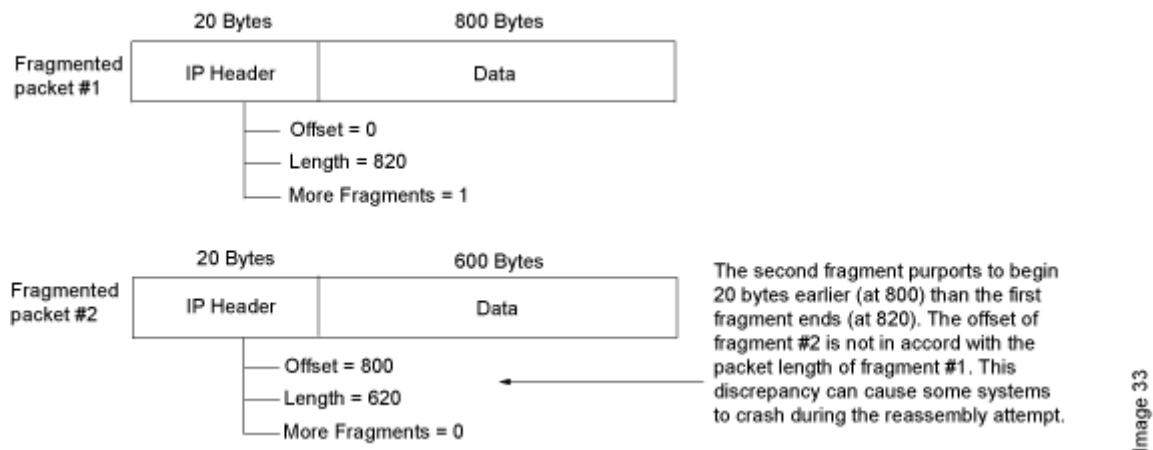 20 Bytes 800 Bytes
Fragmented
packet #1
IP Header Data
Offset = 0
Length = 820
More Fragments = 1
20 Bytes 600 Bytes
Fragmented
packet #2
IP Header Data
Offset = 800
Length = 620
More Fragments = 0
The second fragment purports to begin
20 bytes earlier (at 800) than the first
fragment ends (at 820). The offset of
fragment #2 is not in accord with the
packet length of fragment #1. This
discrepancy can cause some systems
to crash during the reassembly attempt.
Image 33